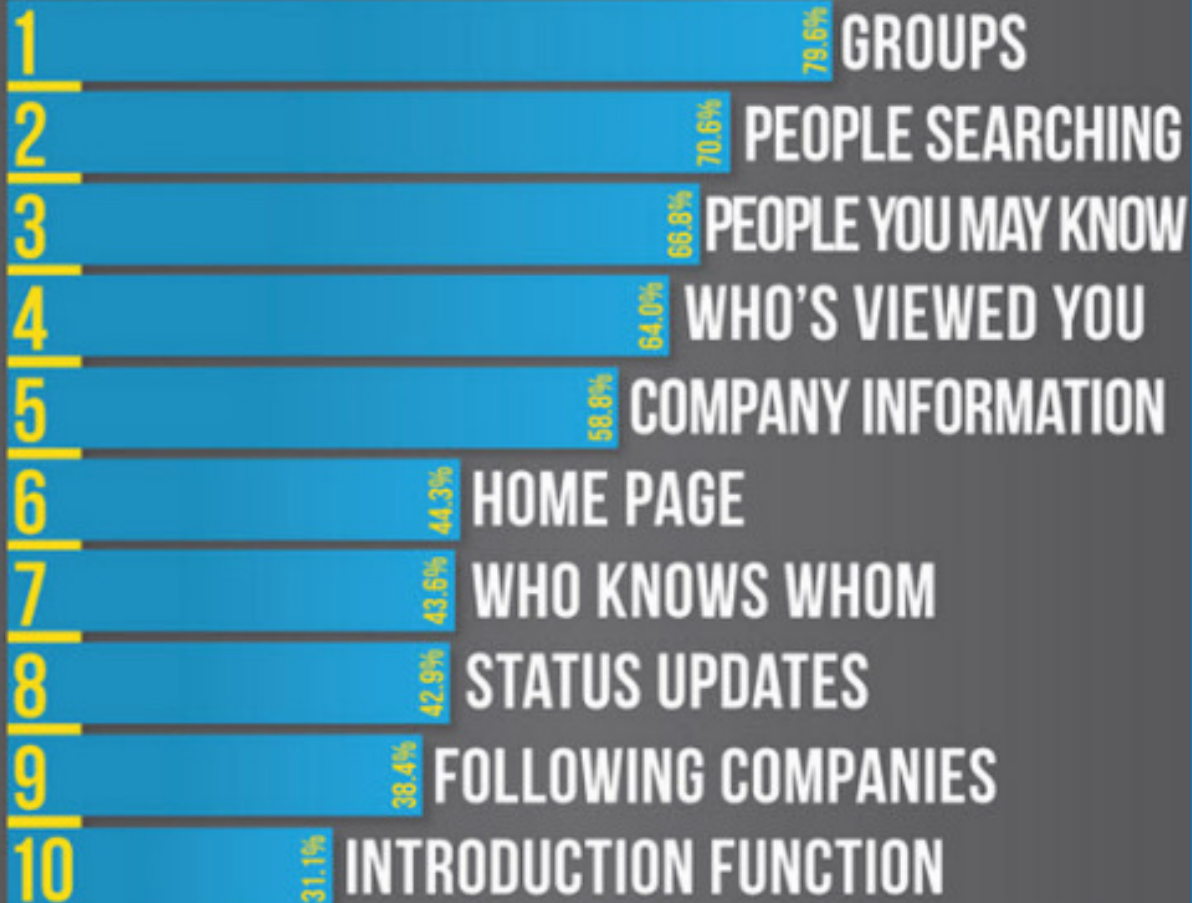 1 79.6% GROUPS
2 70.6% PEOPLE SEARCHING
3 66.8% PEOPLE YOU MAY KNOW
4 64.0% WHO'S VIEWED YOU
5 58.8% COMPANY INFORMATION
6 44.3% HOME PAGE
7 43.6% WHO KNOWS WHOM
8 42.9% STATUS UPDATES
9 38.4% FOLLOWING COMPANIES
10 31.1% INTRODUCTION FUNCTION